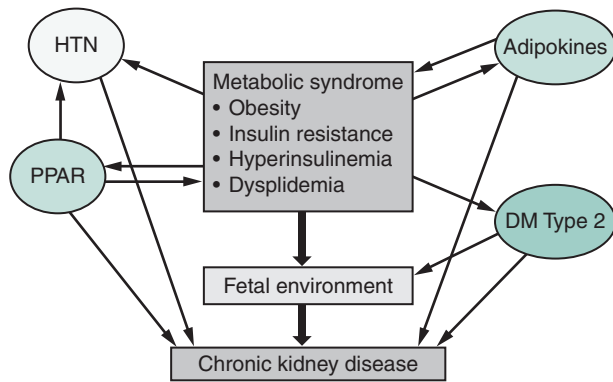 HTN
Adipokines
Metabolic syndrome
• Obesity
• Insulin resistance
• Hyperinsulinemia
• Dysplidemia
PPAR
DM Type 2
Fetal environment
Chronic kidney disease